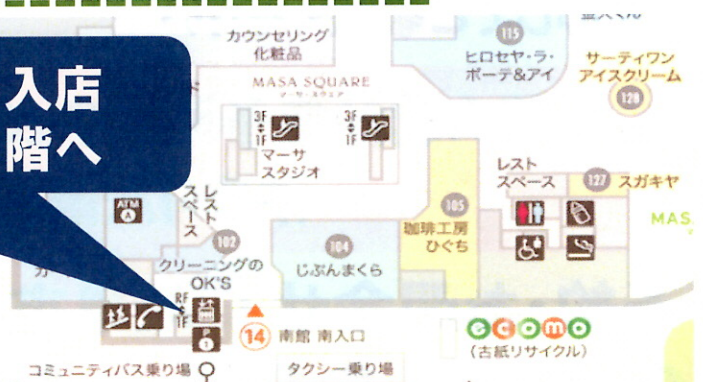 入店
階へ
カウンセリング
化粧品
115
ヒロセヤ・ラ・
ボーテ&アイ
サーティワン
アイスクリーム
128
MASA SQUARE
マーサ・スクエア
3F
1F
3F
1F
マーサ
スタジオ
ATM
レスト
スペース
102
クリーニングの
OK'S
104
じぶんまくら
105
珈琲工房
ひぐち
レスト
スペース
127
スガキヤ
MAS
RF
1F
P
1
14
南館 南入口
ecomo
(古紙リサイクル)
コミュニティバス乗り場
タクシー乗り場